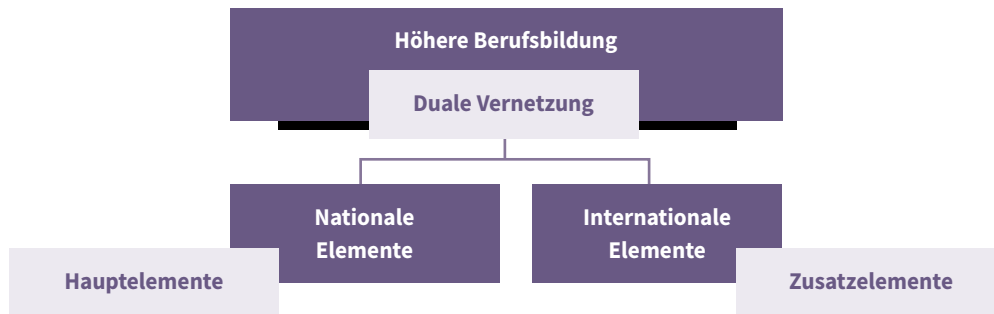 Höhere Berufsbildung
Duale Vernetzung
Nationale
Elemente
Internationale
Elemente
Hauptelemente
Zusatzelemente